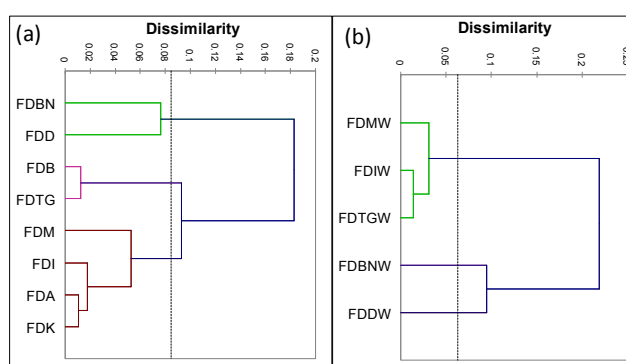 (a)
Dissimilarity
0 0.02 0.04 0.06 0.08 0.1 0.12 0.14 0.16 0.18 0.2
FDBN
FDD
FDB
FDTG
FDM
FDI
FDA
FDK
(b)
Dissimilarity
0 0.05 0.1 0.15 0.2 0.25
FDMW
FDIW
FDTGW
FDBNW
FDDW